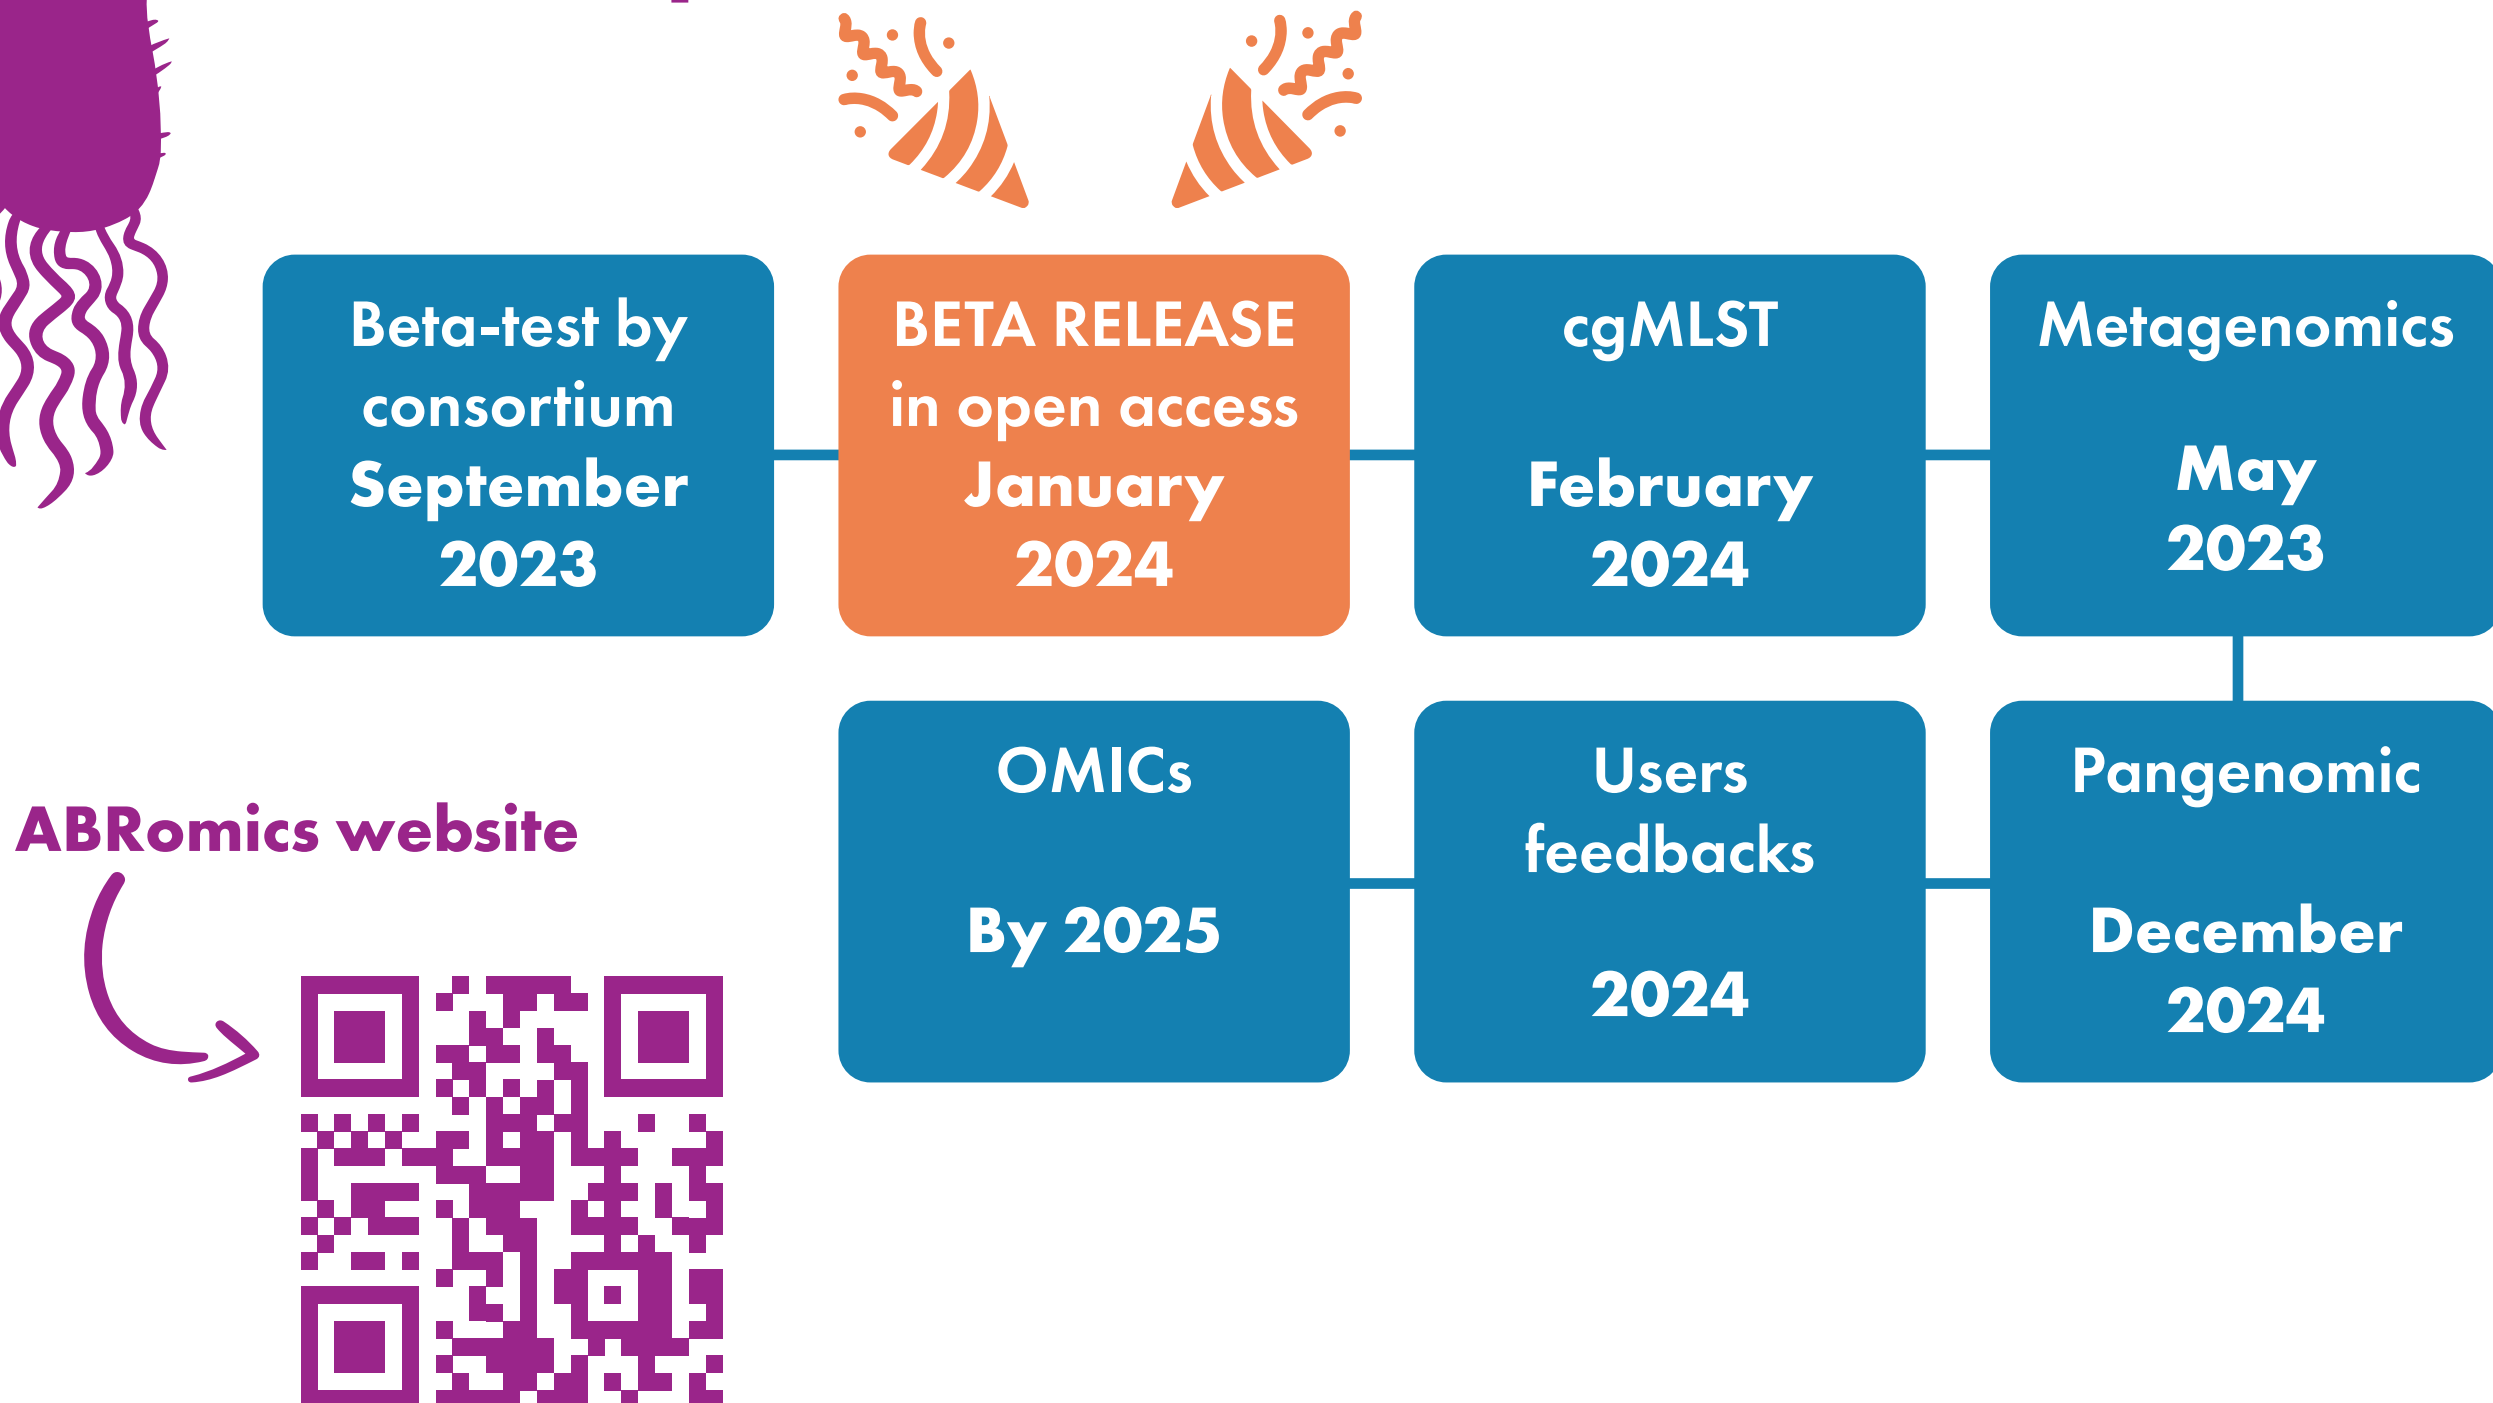 Beta-test by
consortium
September
2023
BETA RELEASE
in open access
January
2024
cgMLST
February
2024
Metagenomics
May
2023
Pangenomic
December
2024
Users
feedbacks
2024
OMICs
By 2025
ABRomics website